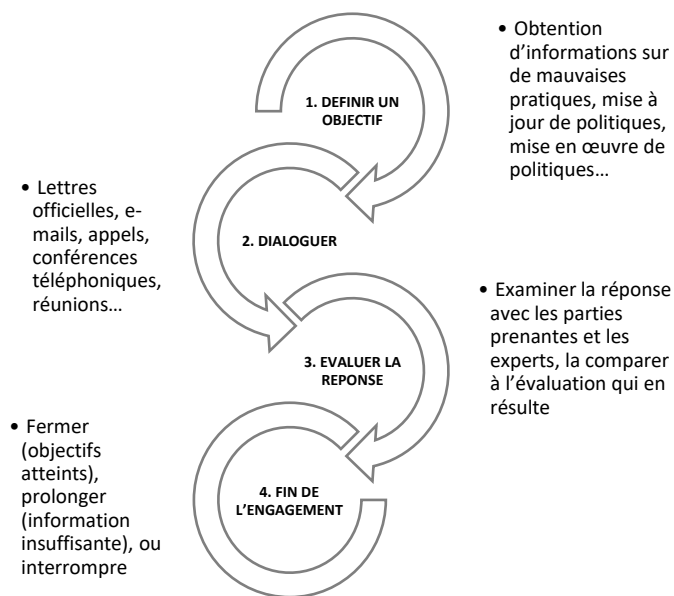 1. DEFINIR UN
OBJECTIF
• Obtention
d’informations sur
de mauvaises
pratiques, mise à
jour de politiques,
mise en œuvre de
politiques…
• Lettres
officielles, e-
mails, appels,
conférences
téléphoniques,
réunions…
2. DIALOGUER
3. EVALUER LA
REPONSE
• Examiner la réponse
avec les parties
prenantes et les
experts, la comparer
à l’évaluation qui en
résulte
• Fermer
(objectifs
atteints),
prolonger
(information
insuffisante), ou
interrompre
4. FIN DE
L’ENGAGEMENT